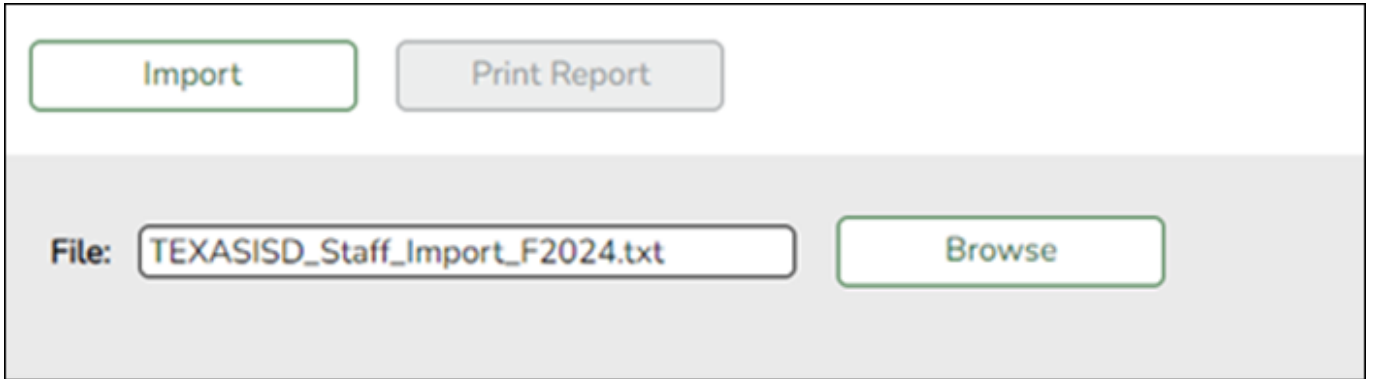 Import Print Report
File: TEXASISD_Staff_Import_F2024.txt Browse